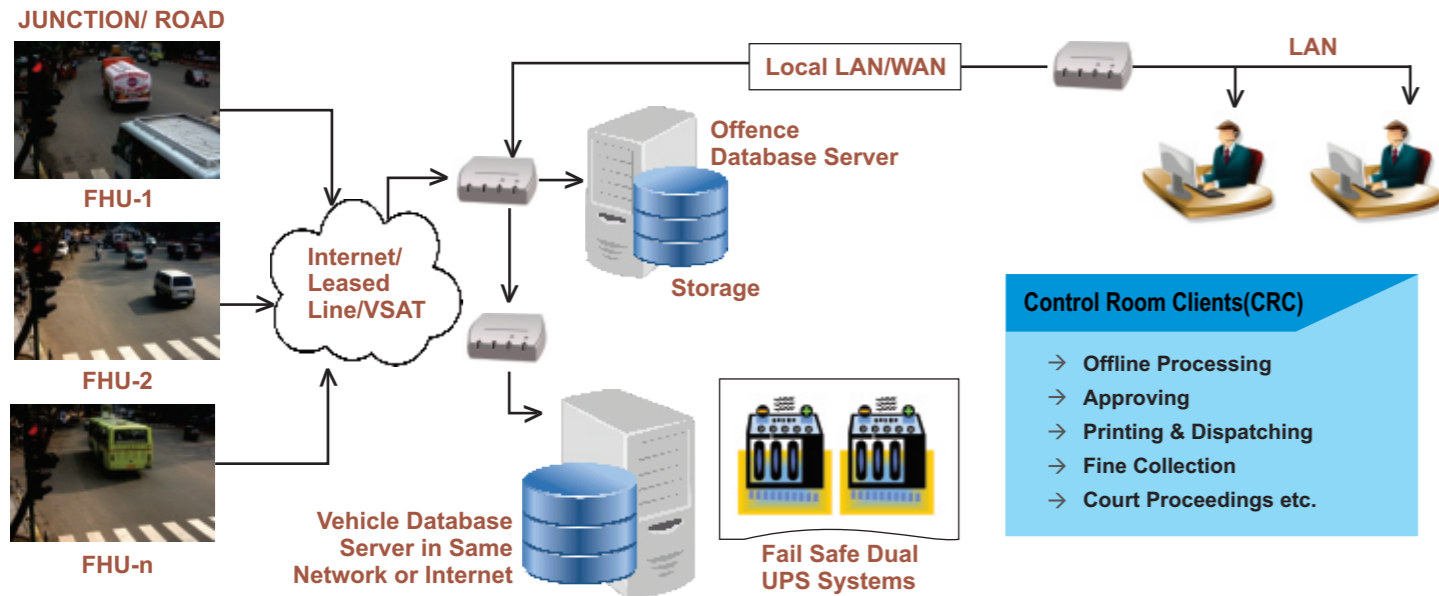 JUNCTION/ ROAD
FHU-1
FHU-2
FHU-n
Internet/
Leased
Line/VSAT
Local LAN/WAN
LAN
Offence
Database Server
Storage
Vehicle Database
Server in Same
Network or Internet
Fail Safe Dual
UPS Systems
Control Room Clients(CRC)
→ Offline Processing
→ Approving
→ Printing & Dispatching
→ Fine Collection
→ Court Proceedings etc.